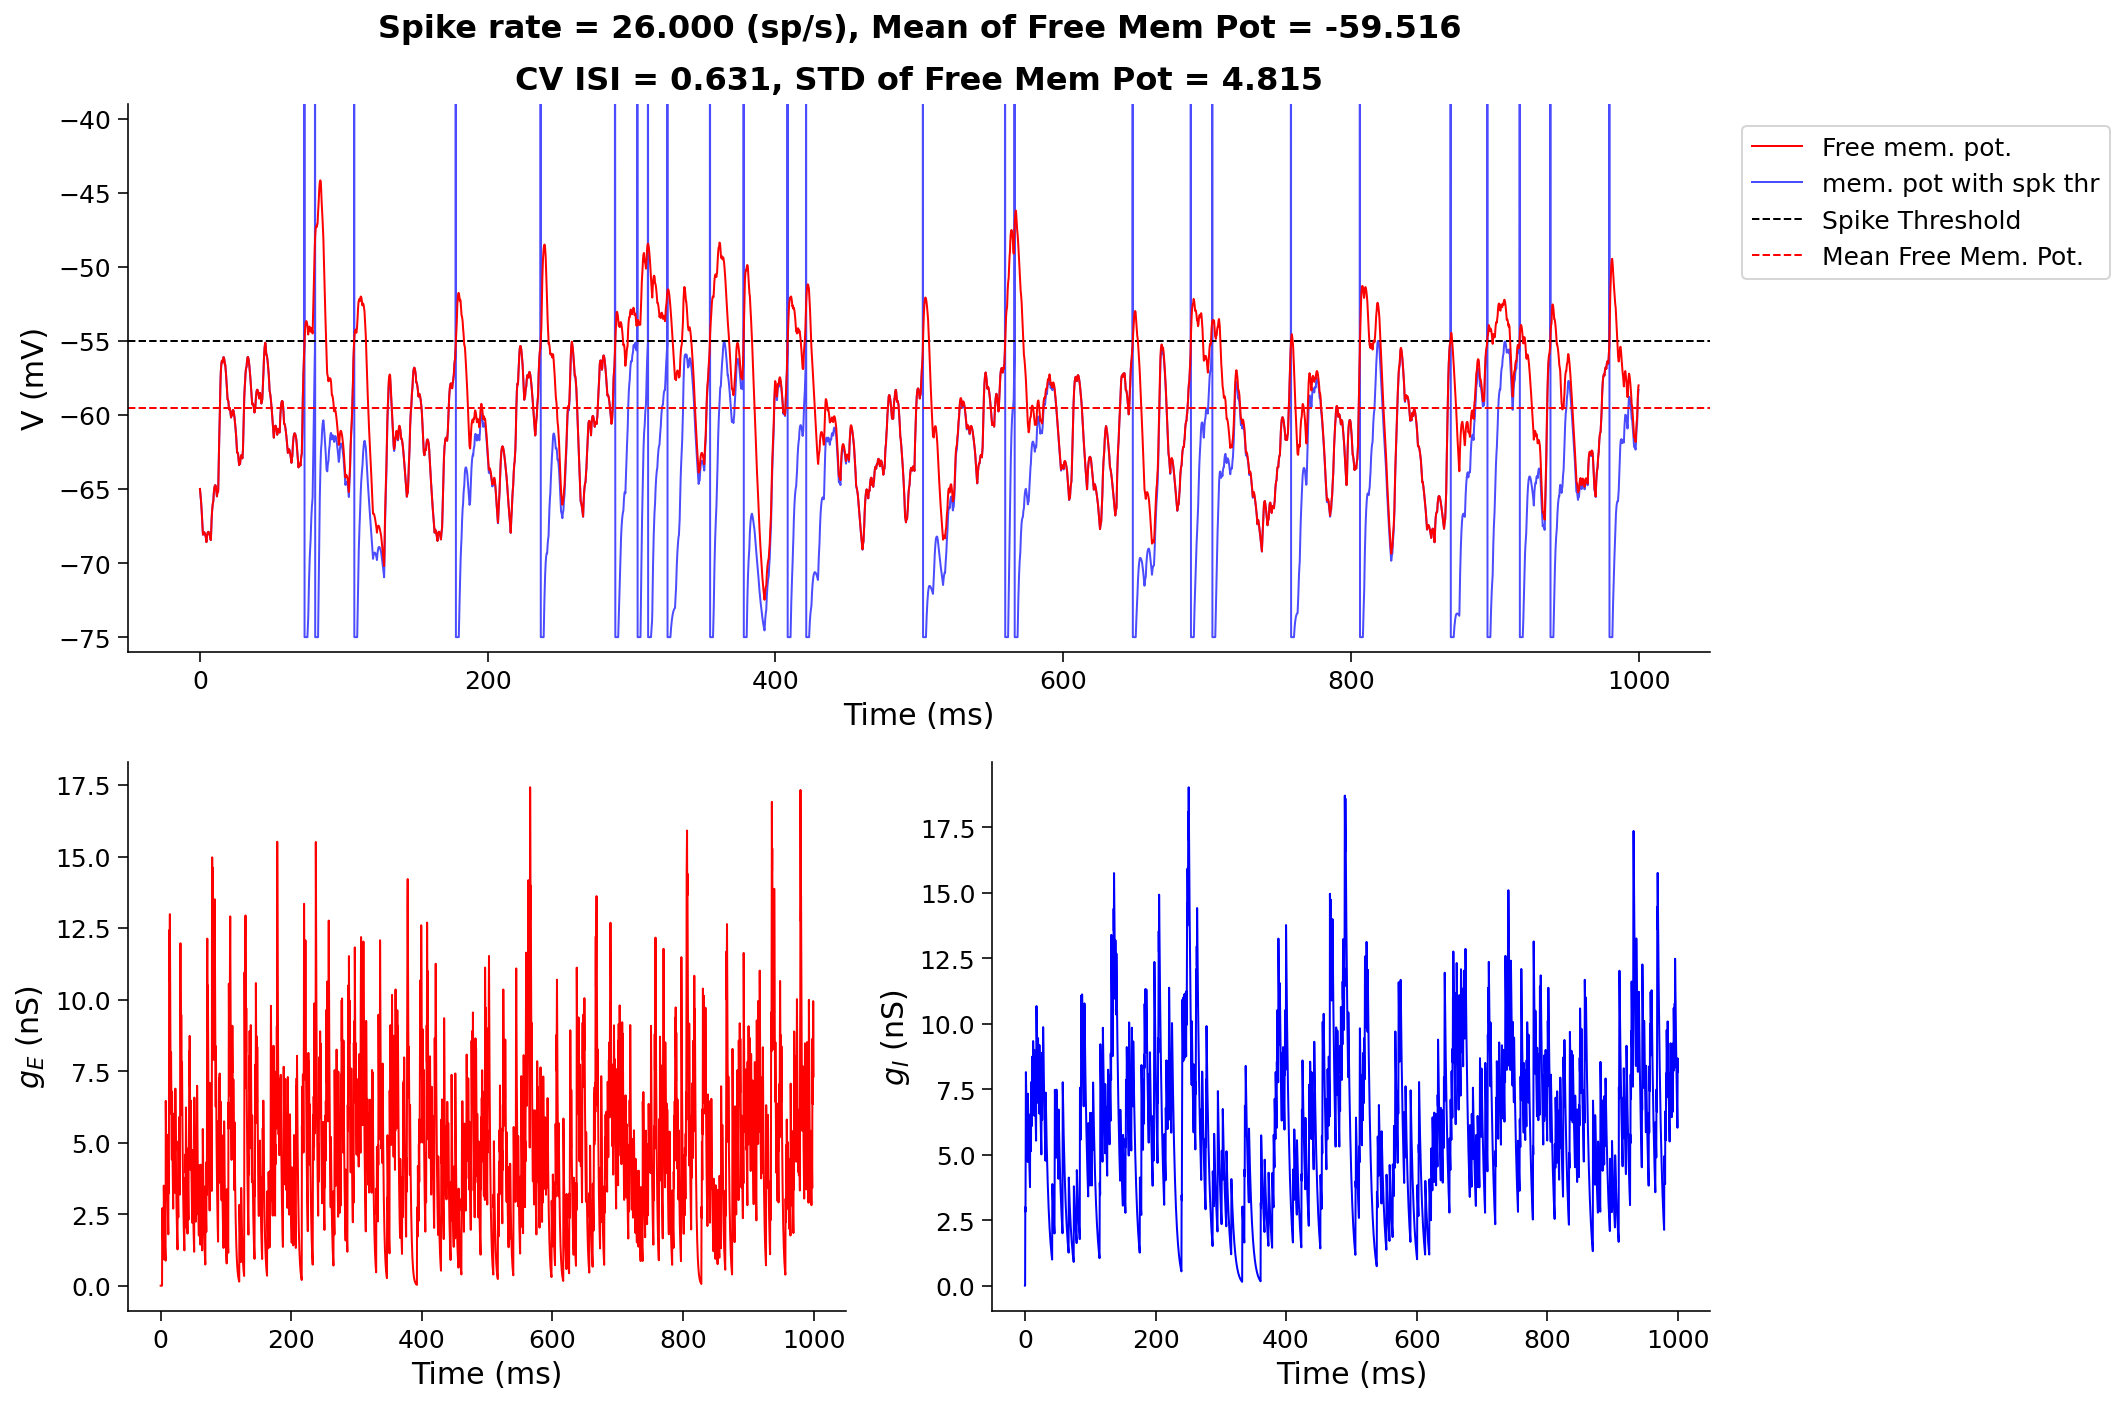 Spike rate = 26.000 (sp/s), Mean of Free Mem Pot = -59.516
CV ISI = 0.631, STD of Free Mem Pot = 4.815
V (mV)
−40
−45
−50
−55
−60
−65
−70
−75
0 200 400 600 800 1000
Time (ms)
Free mem. pot.
mem. pot with spk thr
Spike Threshold
Mean Free Mem. Pot.
g_E (nS)
17.5
15.0
12.5
10.0
7.5
5.0
2.5
0.0
0 200 400 600 800 1000
Time (ms)
g_I (nS)
17.5
15.0
12.5
10.0
7.5
5.0
2.5
0.0
0 200 400 600 800 1000
Time (ms)